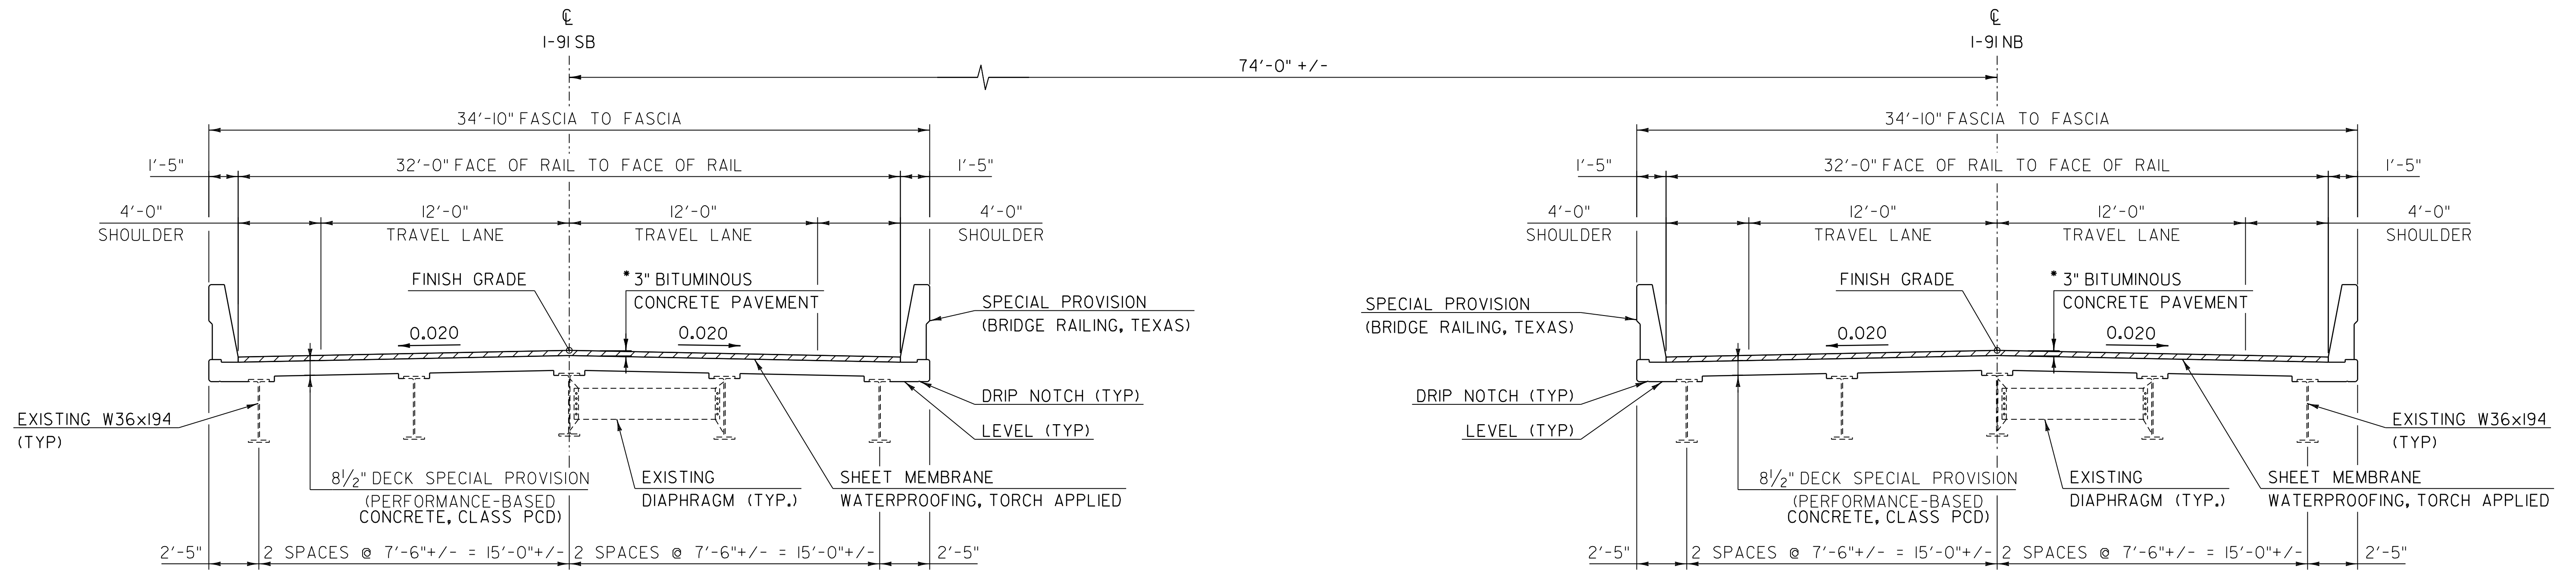 ℄
I-91 SB
℄
I-91 NB
74'-0" +/-
34'-10" FASCIA TO FASCIA
34'-10" FASCIA TO FASCIA
1'-5"
32'-0" FACE OF RAIL TO FACE OF RAIL
1'-5"
1'-5"
32'-0" FACE OF RAIL TO FACE OF RAIL
1'-5"
4'-0"
SHOULDER
12'-0"
TRAVEL LANE
12'-0"
TRAVEL LANE
4'-0"
SHOULDER
4'-0"
SHOULDER
12'-0"
TRAVEL LANE
12'-0"
TRAVEL LANE
4'-0"
SHOULDER
FINISH GRADE
* 3" BITUMINOUS
CONCRETE PAVEMENT
SPECIAL PROVISION
(BRIDGE RAILING, TEXAS)
0.020
0.020
SPECIAL PROVISION
(BRIDGE RAILING, TEXAS)
FINISH GRADE
* 3" BITUMINOUS
CONCRETE PAVEMENT
0.020
0.020
EXISTING W36x194
(TYP)
DRIP NOTCH (TYP)
LEVEL (TYP)
DRIP NOTCH (TYP)
LEVEL (TYP)
EXISTING W36x194
(TYP)
8 1/2" DECK SPECIAL PROVISION
(PERFORMANCE-BASED
CONCRETE, CLASS PCD)
EXISTING
DIAPHRAGM (TYP.)
SHEET MEMBRANE
WATERPROOFING, TORCH APPLIED
8 1/2" DECK SPECIAL PROVISION
(PERFORMANCE-BASED
CONCRETE, CLASS PCD)
EXISTING
DIAPHRAGM (TYP.)
SHEET MEMBRANE
WATERPROOFING, TORCH APPLIED
2'-5"
2 SPACES @ 7'-6"+/- = 15'-0"+/-
2 SPACES @ 7'-6"+/- = 15'-0"+/-
2'-5"
2'-5"
2 SPACES @ 7'-6"+/- = 15'-0"+/-
2 SPACES @ 7'-6"+/- = 15'-0"+/-
2'-5"